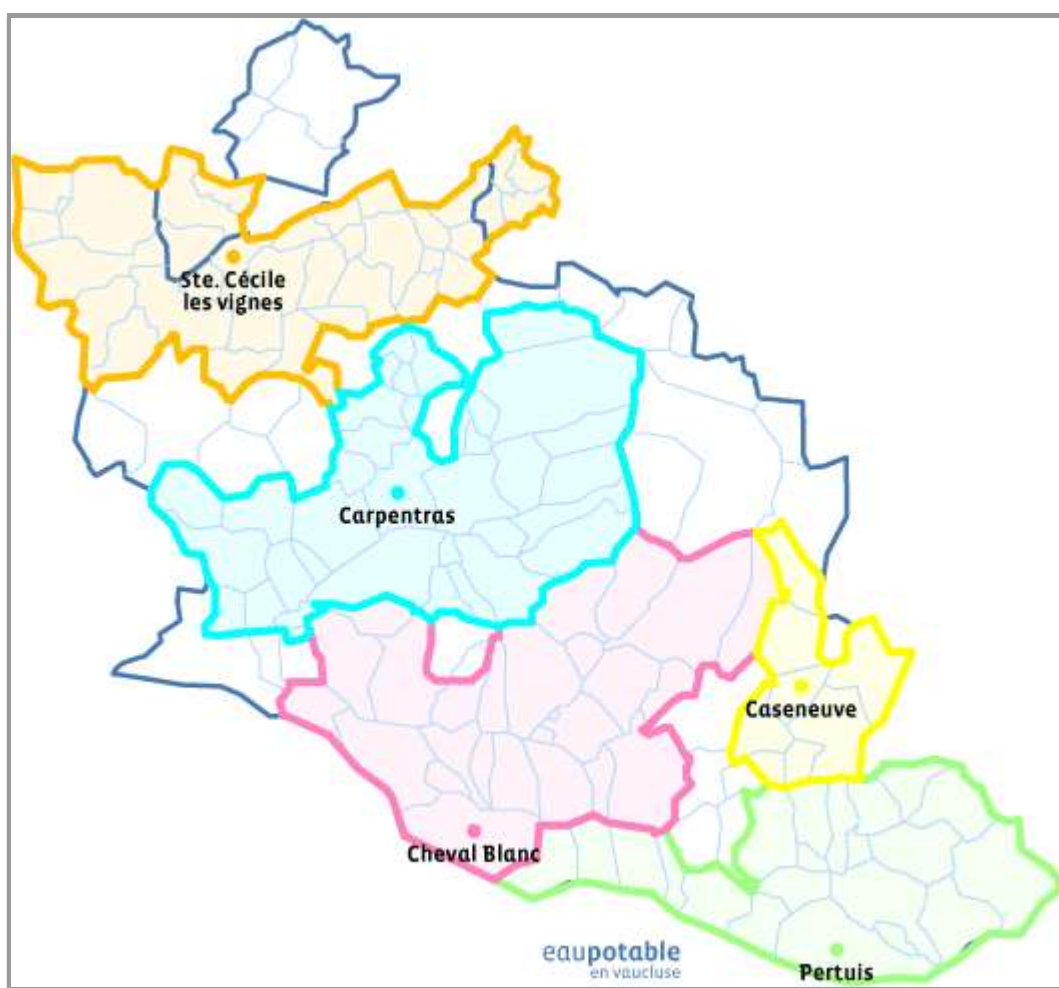 Ste. Cécile
les vignes
Carpentras
Caseneuve
Cheval Blanc
eaupotable
en vaucluse
Pertuis